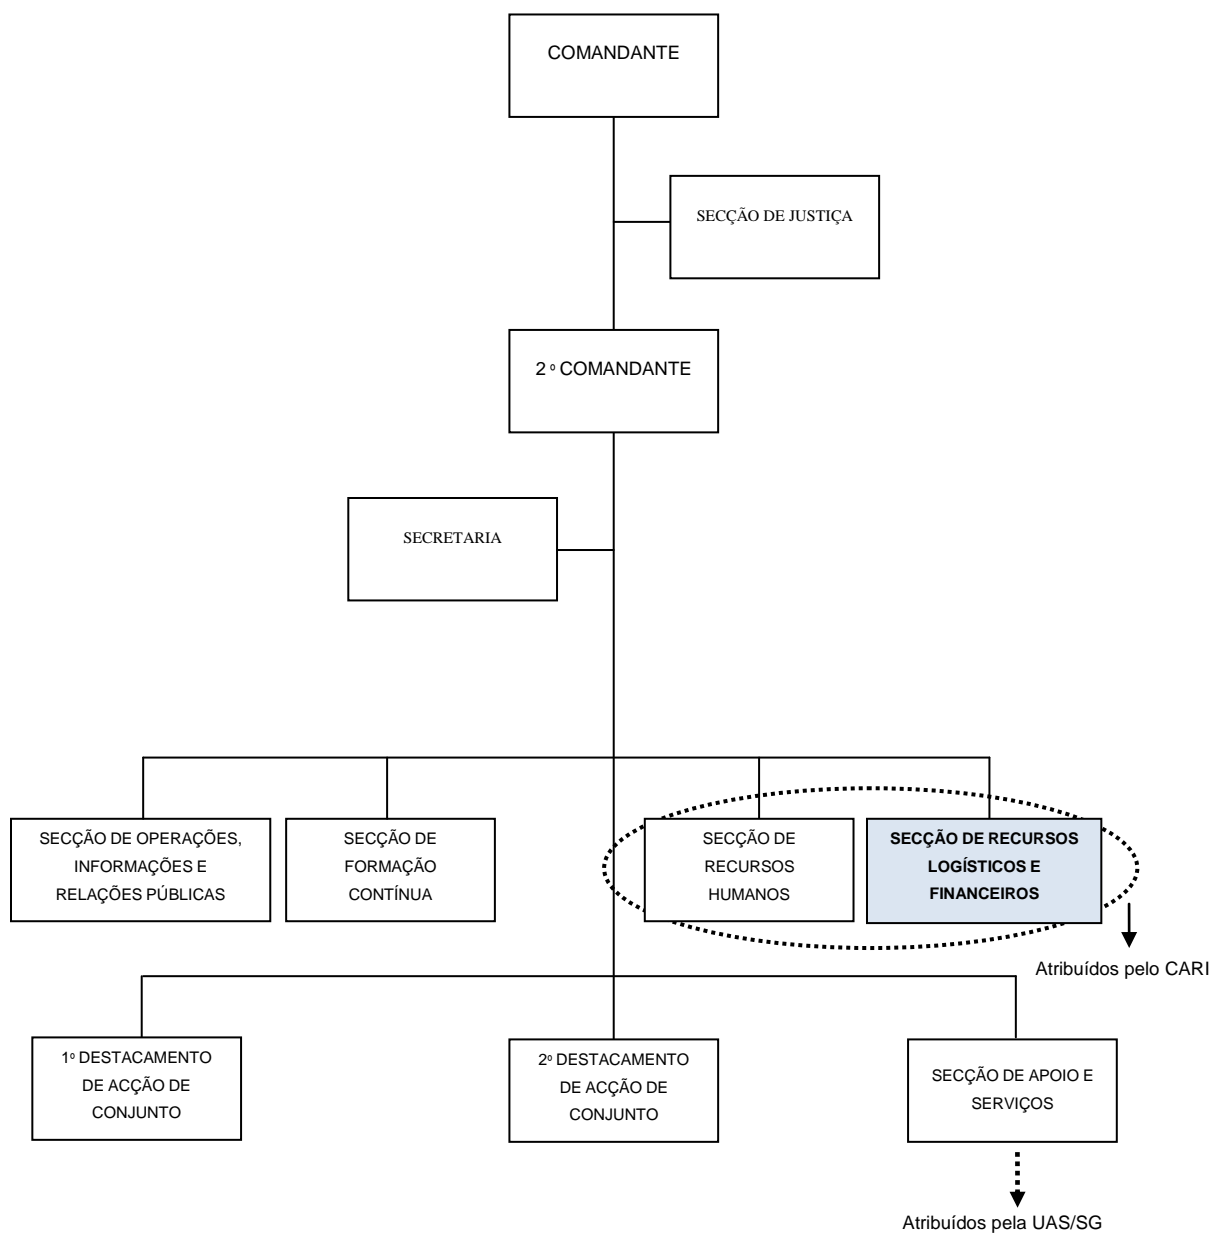 COMANDANTE
SECÇÃO DE JUSTIÇA
2º COMANDANTE
SECRETARIA
SECÇÃO DE OPERAÇÕES,
INFORMAÇÕES E
RELAÇÕES PÚBLICAS
SECÇÃO DE
FORMAÇÃO
CONTÍNUA
SECÇÃO DE
RECURSOS
HUMANOS
SECÇÃO DE RECURSOS
LOGÍSTICOS E
FINANCEIROS
Atribuídos pelo CARI
1º DESTACAMENTO
DE ACÇÃO DE
CONJUNTO
2º DESTACAMENTO
DE ACÇÃO DE
CONJUNTO
SECÇÃO DE APOIO E
SERVIÇOS
Atribuídos pela UAS/SG